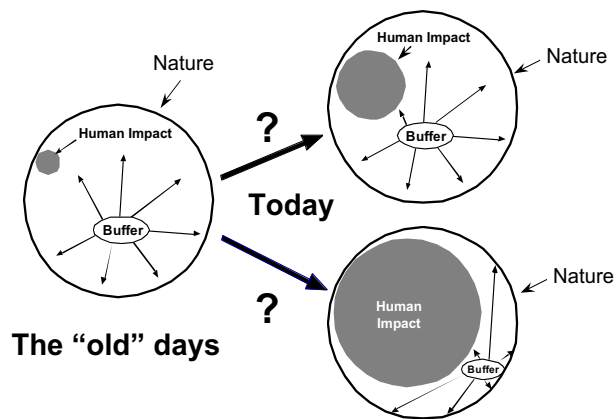 Nature
Human Impact
Buffer
The “old” days
?
Today
?
Human Impact
Nature
Buffer
Nature
Human
Impact
Buffer